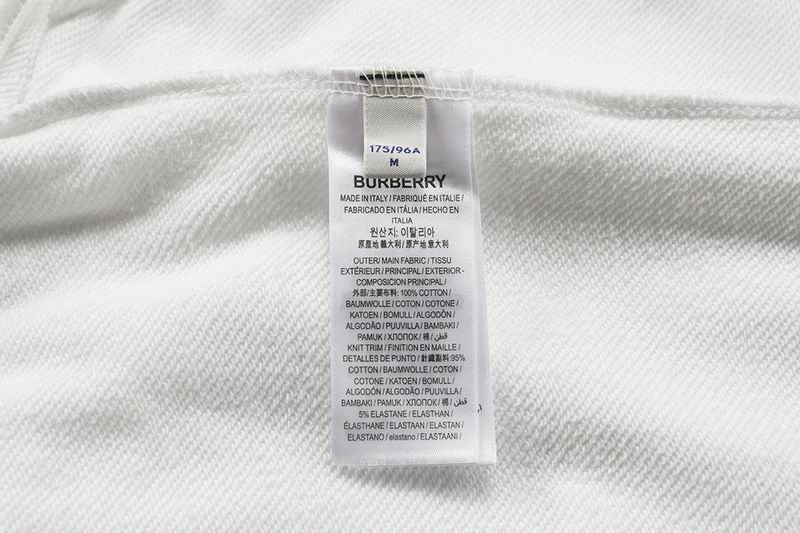 175/96A
M
BURBERRY
MADE IN ITALY / FABRIQUÉ EN ITALIE /
FABRICADO EN ITÁLIA / HECHO EN
ITALIA
원산지: 이탈리아
原產地 義大利 / 原产地 意大利
OUTER/ MAIN FABRIC / TISSU
EXTÉRIEUR / PRINCIPAL / EXTERIOR -
COMPOSICION PRINCIPAL /
外部/主要布料: 100% COTTON /
BAUMWOLLE / COTON / COTONE /
KATOEN / BOMULL / ALGODÓN /
ALGODÃO / PUUVILLA / BAMBAKI /
PAMUK / ХЛОПОК / 棉 / قطن /
KNIT TRIM / FINITION EN MAILLE /
DETALLES DE PUNTO / 針織副料: 95%
COTTON / BAUMWOLLE / COTON /
COTONE / KATOEN / BOMULL /
ALGODÓN / ALGODÃO / PUUVILLA /
BAMBAKI / PAMUK / ХЛОПОК / 棉 / قطن
5% ELASTANE / ELASTHAN /
ÉLASTHANE / ELASTAAN / ELASTAN /
ELASTANO / elastano / ELASTAANI /